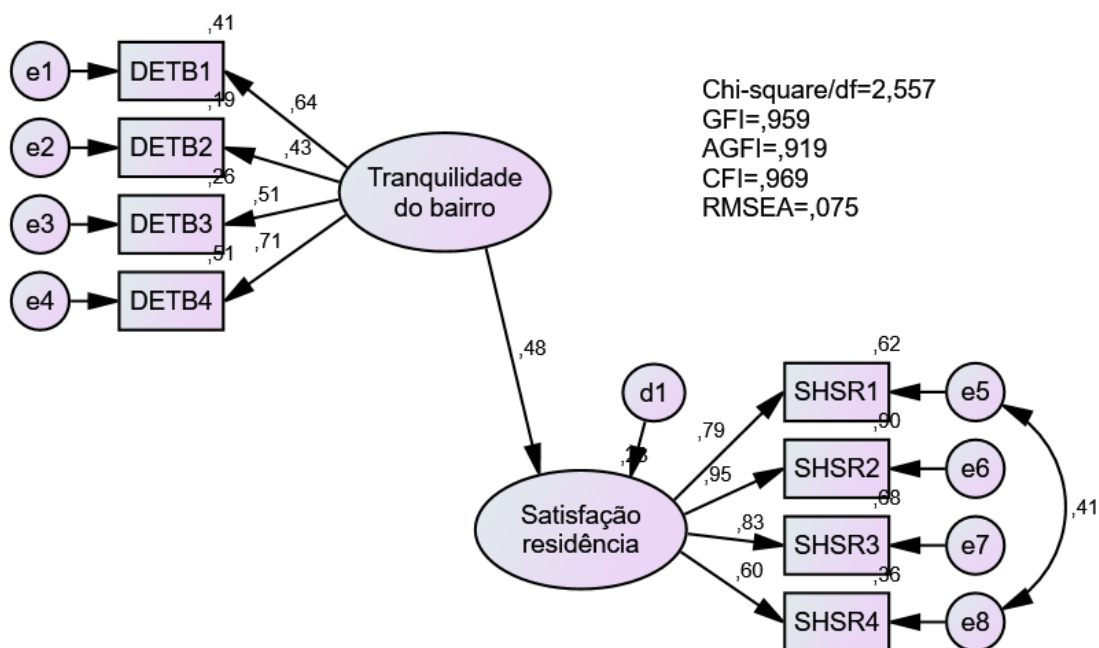 ,41
e1
DETB1
,64
,19
e2
DETB2
,43
,26
e3
DETB3
,51
,51
e4
DETB4
,71
Tranquilidade
do bairro
Chi-square/df=2,557
GFI=,959
AGFI=,919
CFI=,969
RMSEA=,075
,48
d1
,23
Satisfação
residência
,62
,79
SHSR1
e5
,90
,95
SHSR2
e6
,68
,83
SHSR3
e7
,36
,60
SHSR4
e8
,41